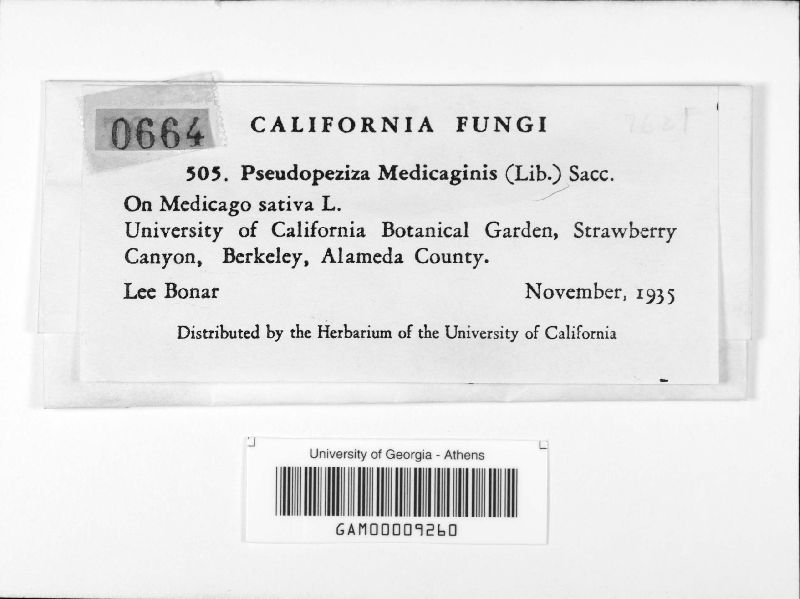 0664
CALIFORNIA FUNGI
505. Pseudopeziza Medicaginis (Lib.) Sacc.
On Medicago sativa L.
University of California Botanical Garden, Strawberry
Canyon, Berkeley, Alameda County.
Lee Bonar November, 1935
Distributed by the Herbarium of the University of California
University of Georgia - Athens
GAM00009260